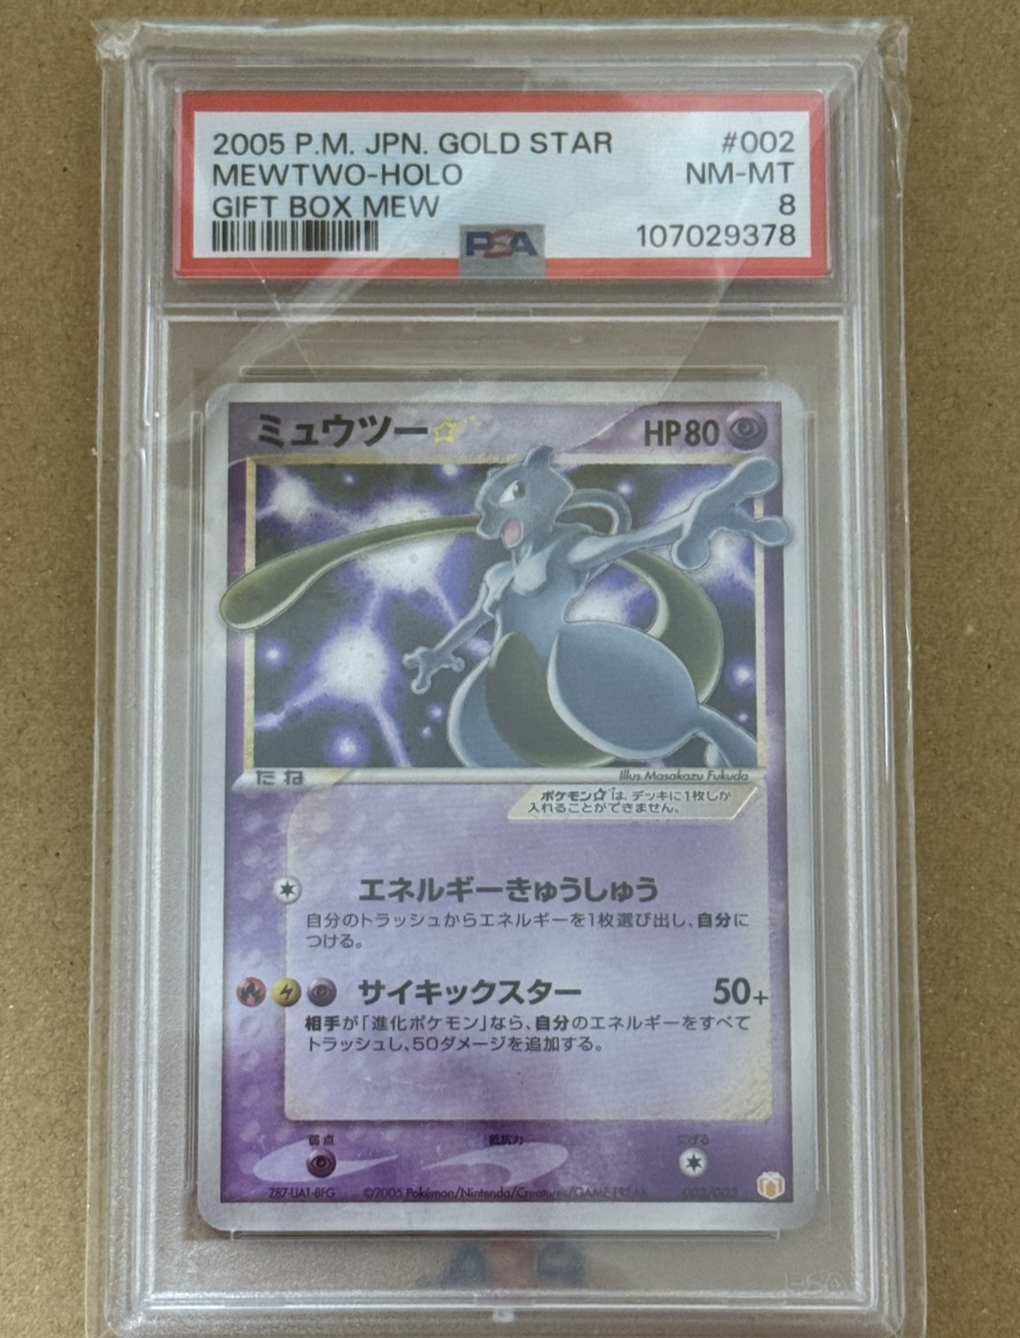 2005 P.M. JPN. GOLD STAR #002
MEWTWO-HOLO NM-MT
GIFT BOX MEW 8
PSA 107029378
ミュウツー☆ HP80
たね Illus. Masakazu Fukuda
ポケモン☆は、デッキに1枚しか
入れることができません。
エネルギーきゅうしゅう
自分のトラッシュからエネルギーを1枚選び出し、自分に
つける。
サイキックスター 50+
相手が「進化ポケモン」なら、自分のエネルギーをすべて
トラッシュし、50ダメージを追加する。
弱点 抵抗力 にげる
Z87-UA1-8FG ©2005 Pokémon/Nintendo/Creatures/GAME FREAK 002/002
PSA